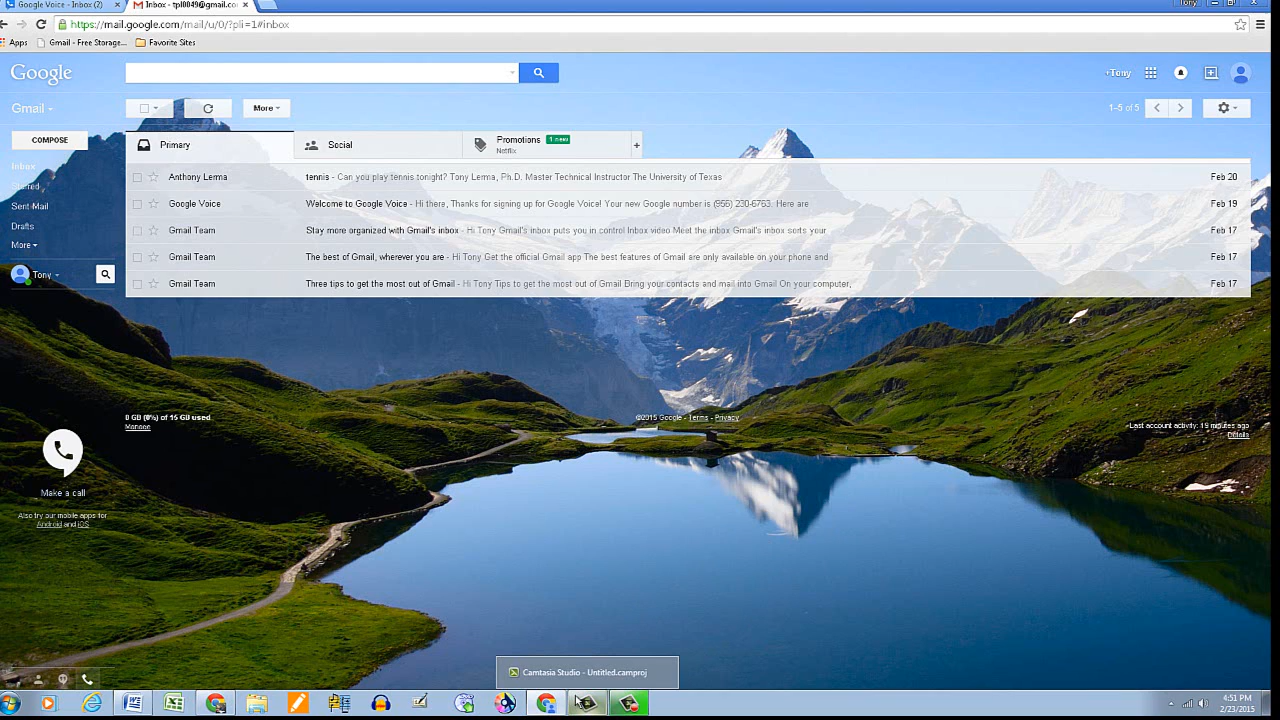 Google Voice - Inbox (2)
Inbox - tpl0049@gmail.co
Tony
https://mail.google.com/mail/u/0/?pli=1#inbox
Apps
Gmail - Free Storage...
Favorite Sites
Google
+Tony
Gmail
More
1–5 of 5
COMPOSE
Primary
Social
Promotions
1 new
Netflix
+
Inbox
Starred
Sent Mail
Drafts
More
Tony
Anthony Lerma tennis - Can you play tennis tonight? Tony Lerma, Ph.D. Master Technical Instructor The University of Texas Feb 20
Google Voice Welcome to Google Voice - Hi there, Thanks for signing up for Google Voice! Your new Google number is (956) 230-6763. Here are Feb 19
Gmail Team Stay more organized with Gmail's inbox - Hi Tony Gmail's inbox puts you in control Inbox video Meet the inbox Gmail's inbox sorts your Feb 17
Gmail Team The best of Gmail, wherever you are - Hi Tony Get the official Gmail app The best features of Gmail are only available on your phone and Feb 17
Gmail Team Three tips to get the most out of Gmail - Hi Tony Tips to get the most out of Gmail Bring your contacts and mail into Gmail On your computer, Feb 17
0 GB (0%) of 15 GB used
Manage
©2015 Google - Terms - Privacy
Last account activity: 19 minutes ago
Details
Make a call
Also try our mobile apps for
Android and iOS
Camtasia Studio - Untitled.camproj
4:51 PM
2/23/2015